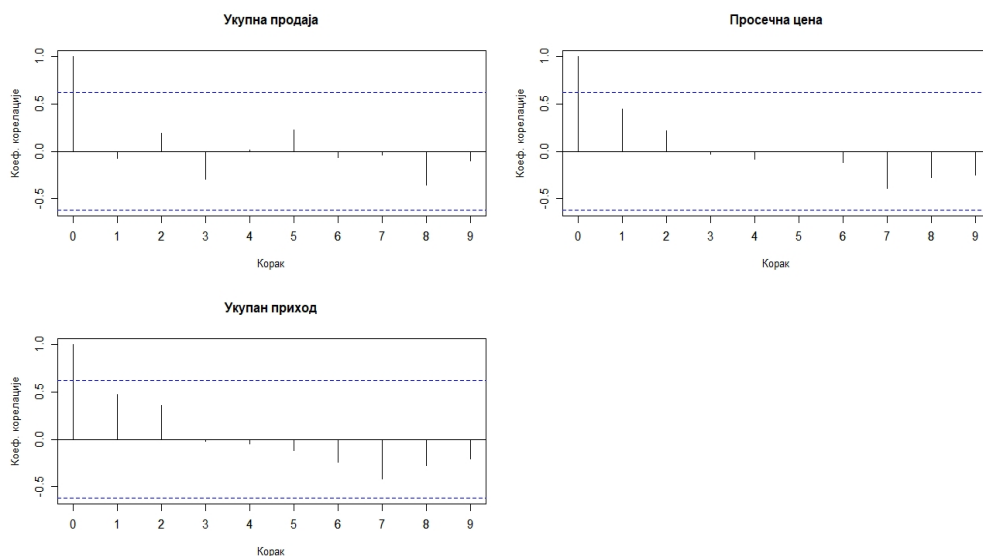 Укупна продаја
Коеф. корелације
1.0
0.5
0.0
-0.5
0 1 2 3 4 5 6 7 8 9
Корак
Просечна цена
Коеф. корелације
1.0
0.5
0.0
-0.5
0 1 2 3 4 5 6 7 8 9
Корак
Укупан приход
Коеф. корелације
1.0
0.5
0.0
-0.5
0 1 2 3 4 5 6 7 8 9
Корак